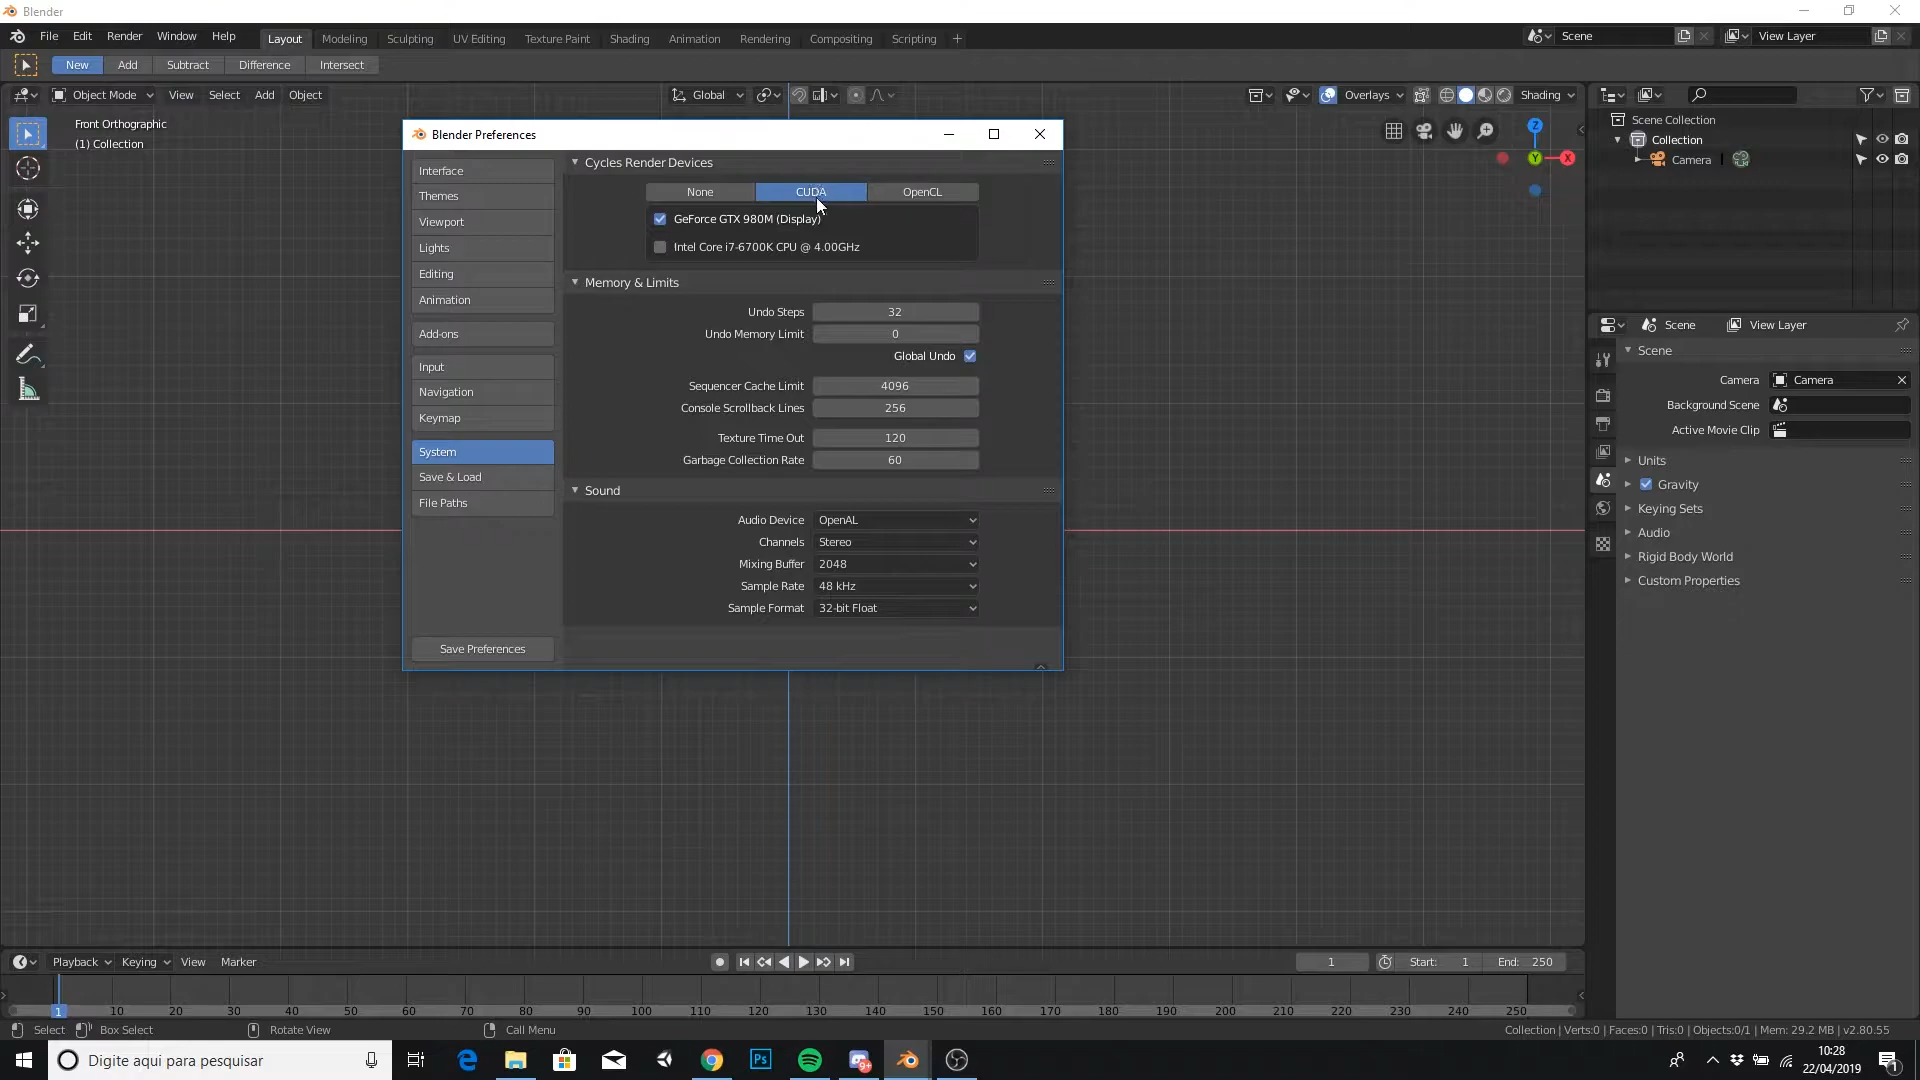 Blender
File Edit Render Window Help Layout Modeling Sculpting UV Editing Texture Paint Shading Animation Rendering Compositing Scripting + Scene View Layer
New Add Subtract Difference Intersect
Object Mode View Select Add Object Global Overlays Shading
Front Orthographic
(1) Collection
Z
Y
X
Scene Collection
Collection
Camera
Blender Preferences
Interface
Themes
Viewport
Lights
Editing
Animation
Add-ons
Input
Navigation
Keymap
System
Save & Load
File Paths
Save Preferences
Cycles Render Devices
None CUDA OpenCL
GeForce GTX 980M (Display)
Intel Core i7-6700K CPU @ 4.00GHz
Memory & Limits
Undo Steps 32
Undo Memory Limit 0
Global Undo
Sequencer Cache Limit 4096
Console Scrollback Lines 256
Texture Time Out 120
Garbage Collection Rate 60
Sound
Audio Device OpenAL
Channels Stereo
Mixing Buffer 2048
Sample Rate 48 kHz
Sample Format 32-bit Float
Scene View Layer
Scene
Camera Camera
Background Scene
Active Movie Clip
Units
Gravity
Keying Sets
Audio
Rigid Body World
Custom Properties
Playback Keying View Marker 1 Start: 1 End: 250
1 10 20 30 40 50 60 70 80 90 100 110 120 130 140 150 160 170 180 190 200 210 220 230 240 250
Select Box Select Rotate View Call Menu Collection | Verts:0 | Faces:0 | Tris:0 | Objects:0/1 | Mem: 29.2 MB | v2.80.55
Digite aqui para pesquisar
Ps
9+
10:28
22/04/2019
1